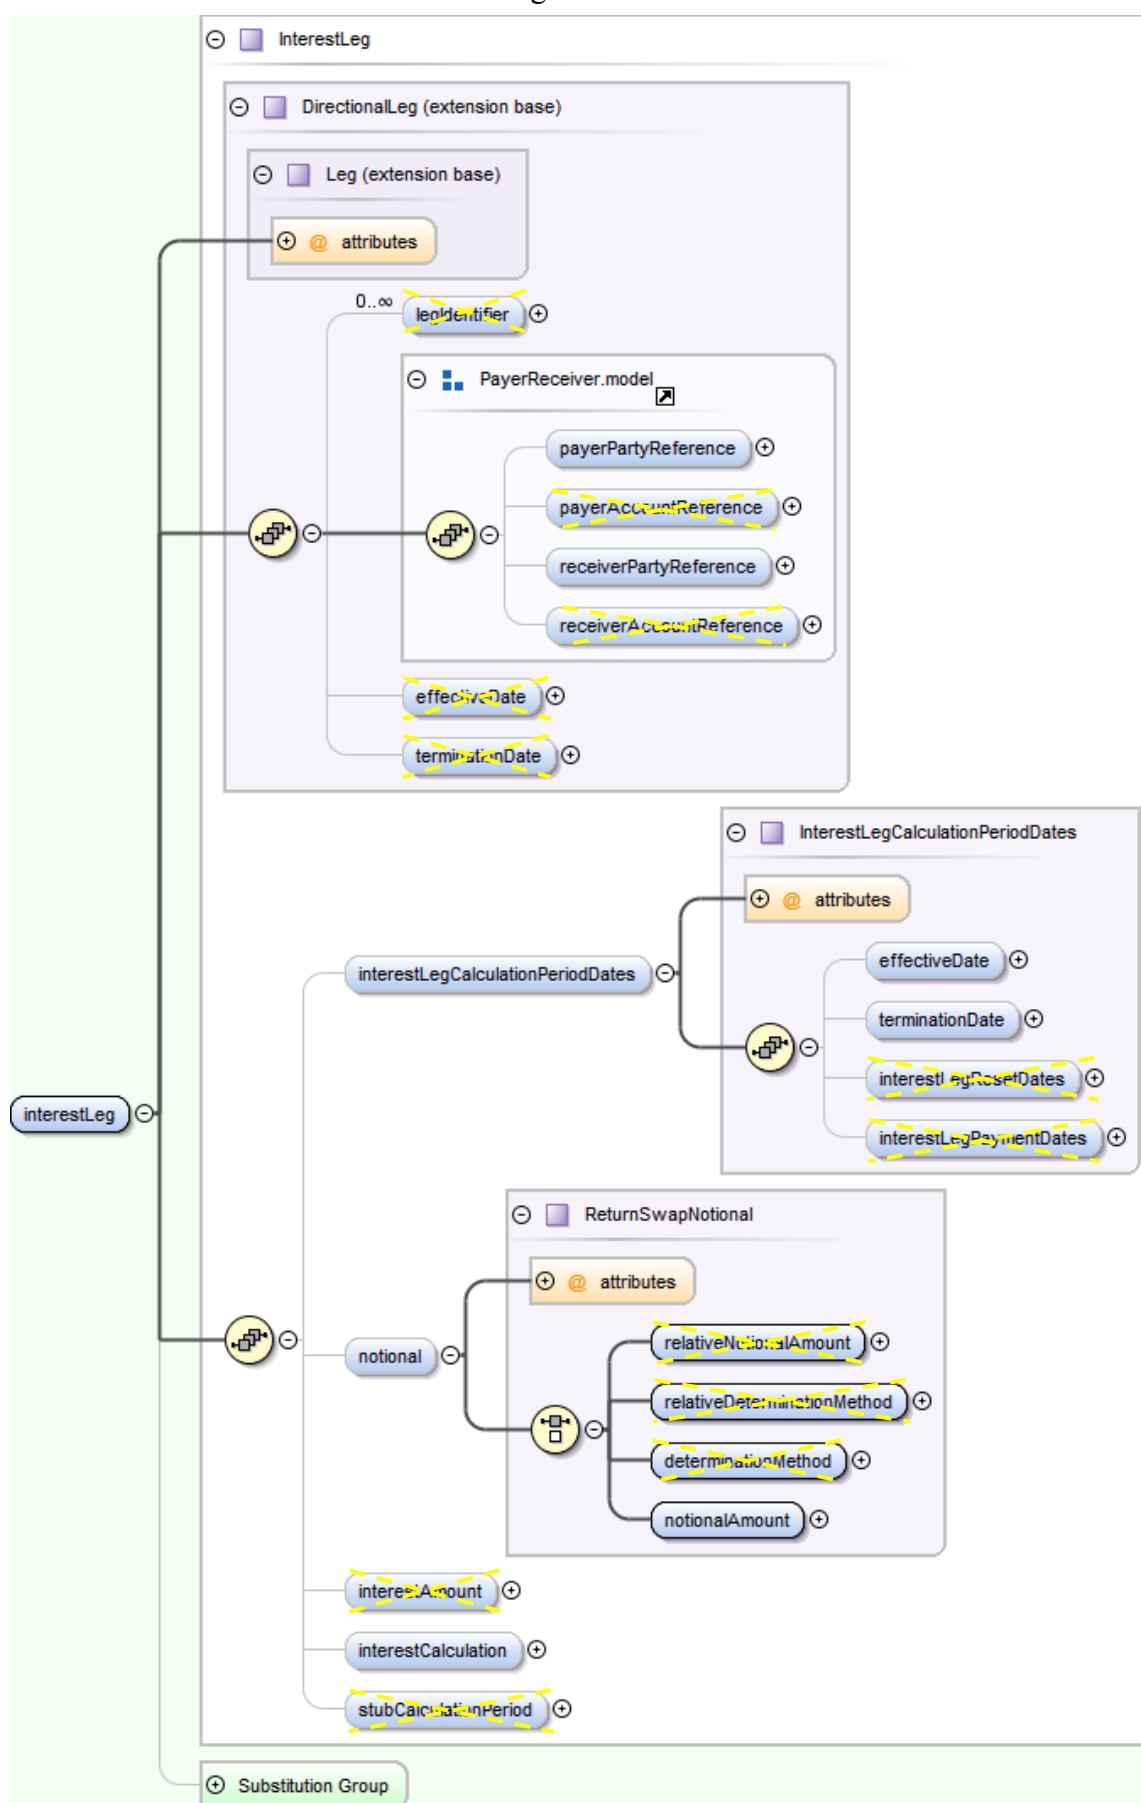 InterestLeg
DirectionalLeg (extension base)
Leg (extension base)
@ attributes
0..∞
legIdentifier
PayerReceiver.model
payerPartyReference
payerAccountReference
receiverPartyReference
receiverAccountReference
effectiveDate
terminationDate
InterestLegCalculationPeriodDates
@ attributes
effectiveDate
interestLegCalculationPeriodDates
terminationDate
interestLegResetDates
interestLeg
interestLegPaymentDates
ReturnSwapNotional
@ attributes
relativeNotionalAmount
notional
relativeDeterminationMethod
determinationMethod
notionalAmount
interestAmount
interestCalculation
stubCalculationPeriod
Substitution Group